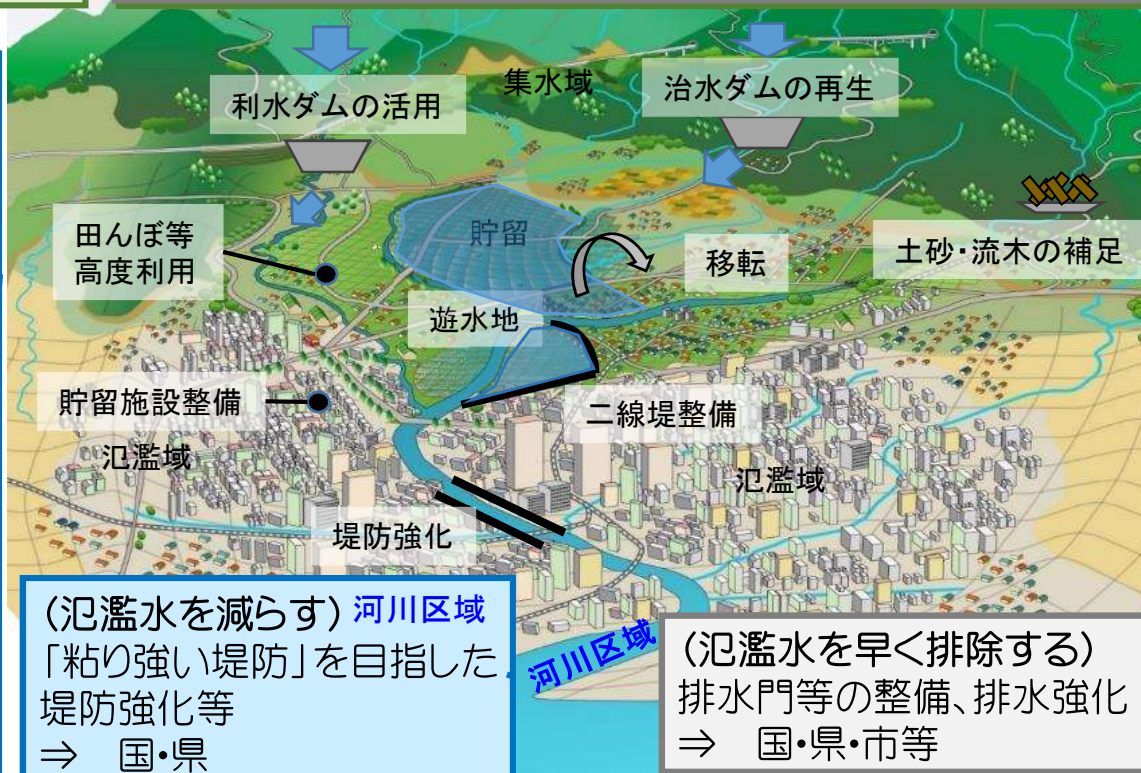 集水域
利水ダムの活用
治水ダムの再生
田んぼ等
高度利用
貯留
移転
土砂・流木の補足
遊水地
貯留施設整備
二線堤整備
氾濫域
氾濫域
堤防強化
河川区域
(氾濫水を減らす) 河川区域
「粘り強い堤防」を目指した
堤防強化等
⇒ 国・県
(氾濫水を早く排除する)
排水門等の整備、排水強化
⇒ 国・県・市等